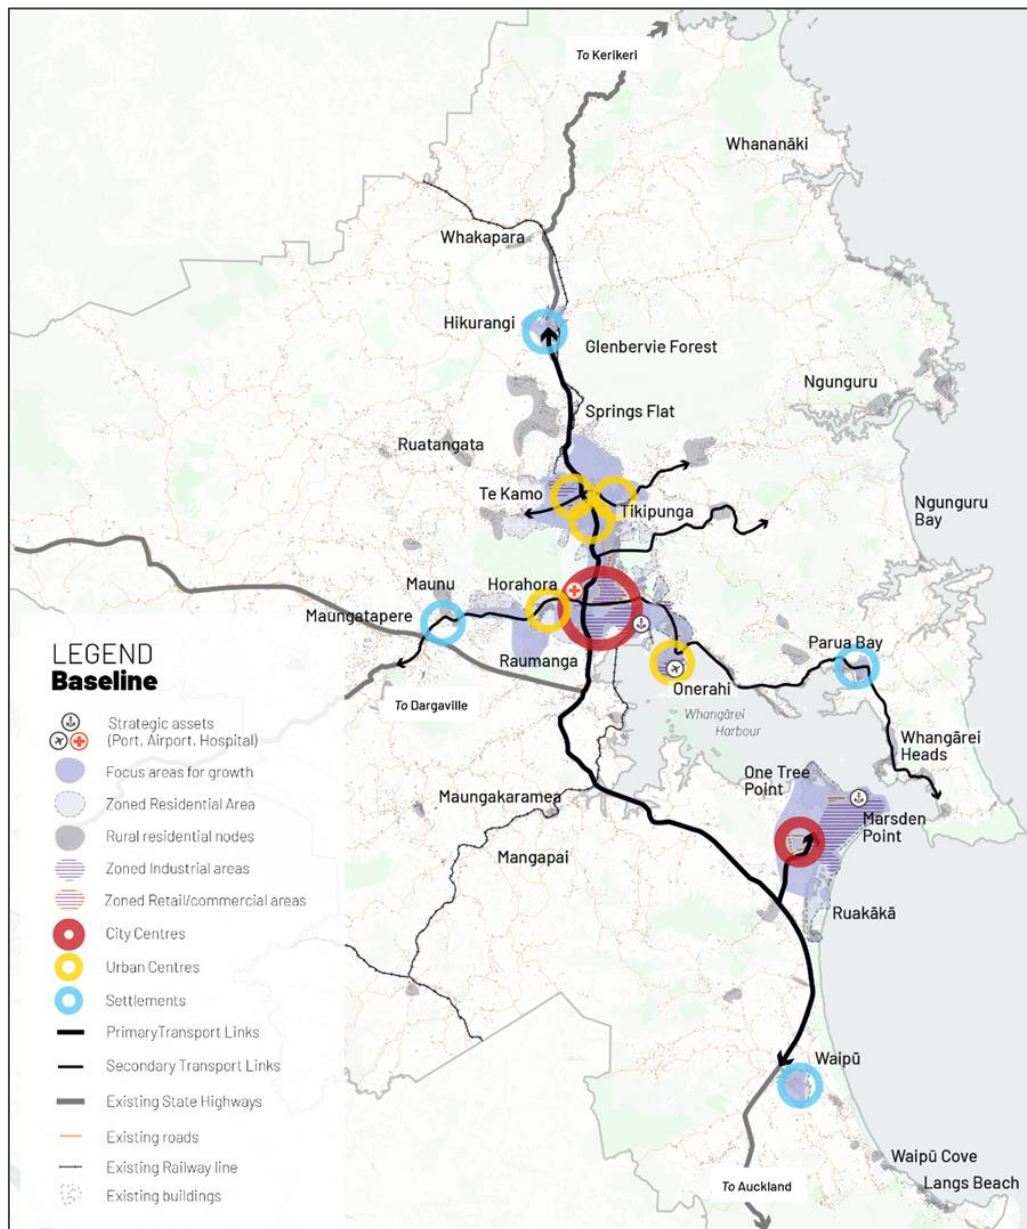 To Kerikeri
Whananāki
Whakapara
Hikurangi
Glenbervie Forest
Ngunguru
Springs Flat
Ruatangata
Te Kamo
Tikipunga
Ngunguru
Bay
Maunu
Horahora
Maungatapere
Parua Bay
Raumanga
Onerahi
To Dargaville
Whangārei
Harbour
Whangārei
Heads
One Tree
Point
Maungakaramea
Marsden
Point
Mangapai
Ruakākā
Waipū
Waipū Cove
To Auckland
Langs Beach
LEGEND
Baseline
Strategic assets
(Port, Airport, Hospital)
Focus areas for growth
Zoned Residential Area
Rural residential nodes
Zoned Industrial areas
Zoned Retail/commercial areas
City Centres
Urban Centres
Settlements
Primary Transport Links
Secondary Transport Links
Existing State Highways
Existing roads
Existing Railway line
Existing buildings